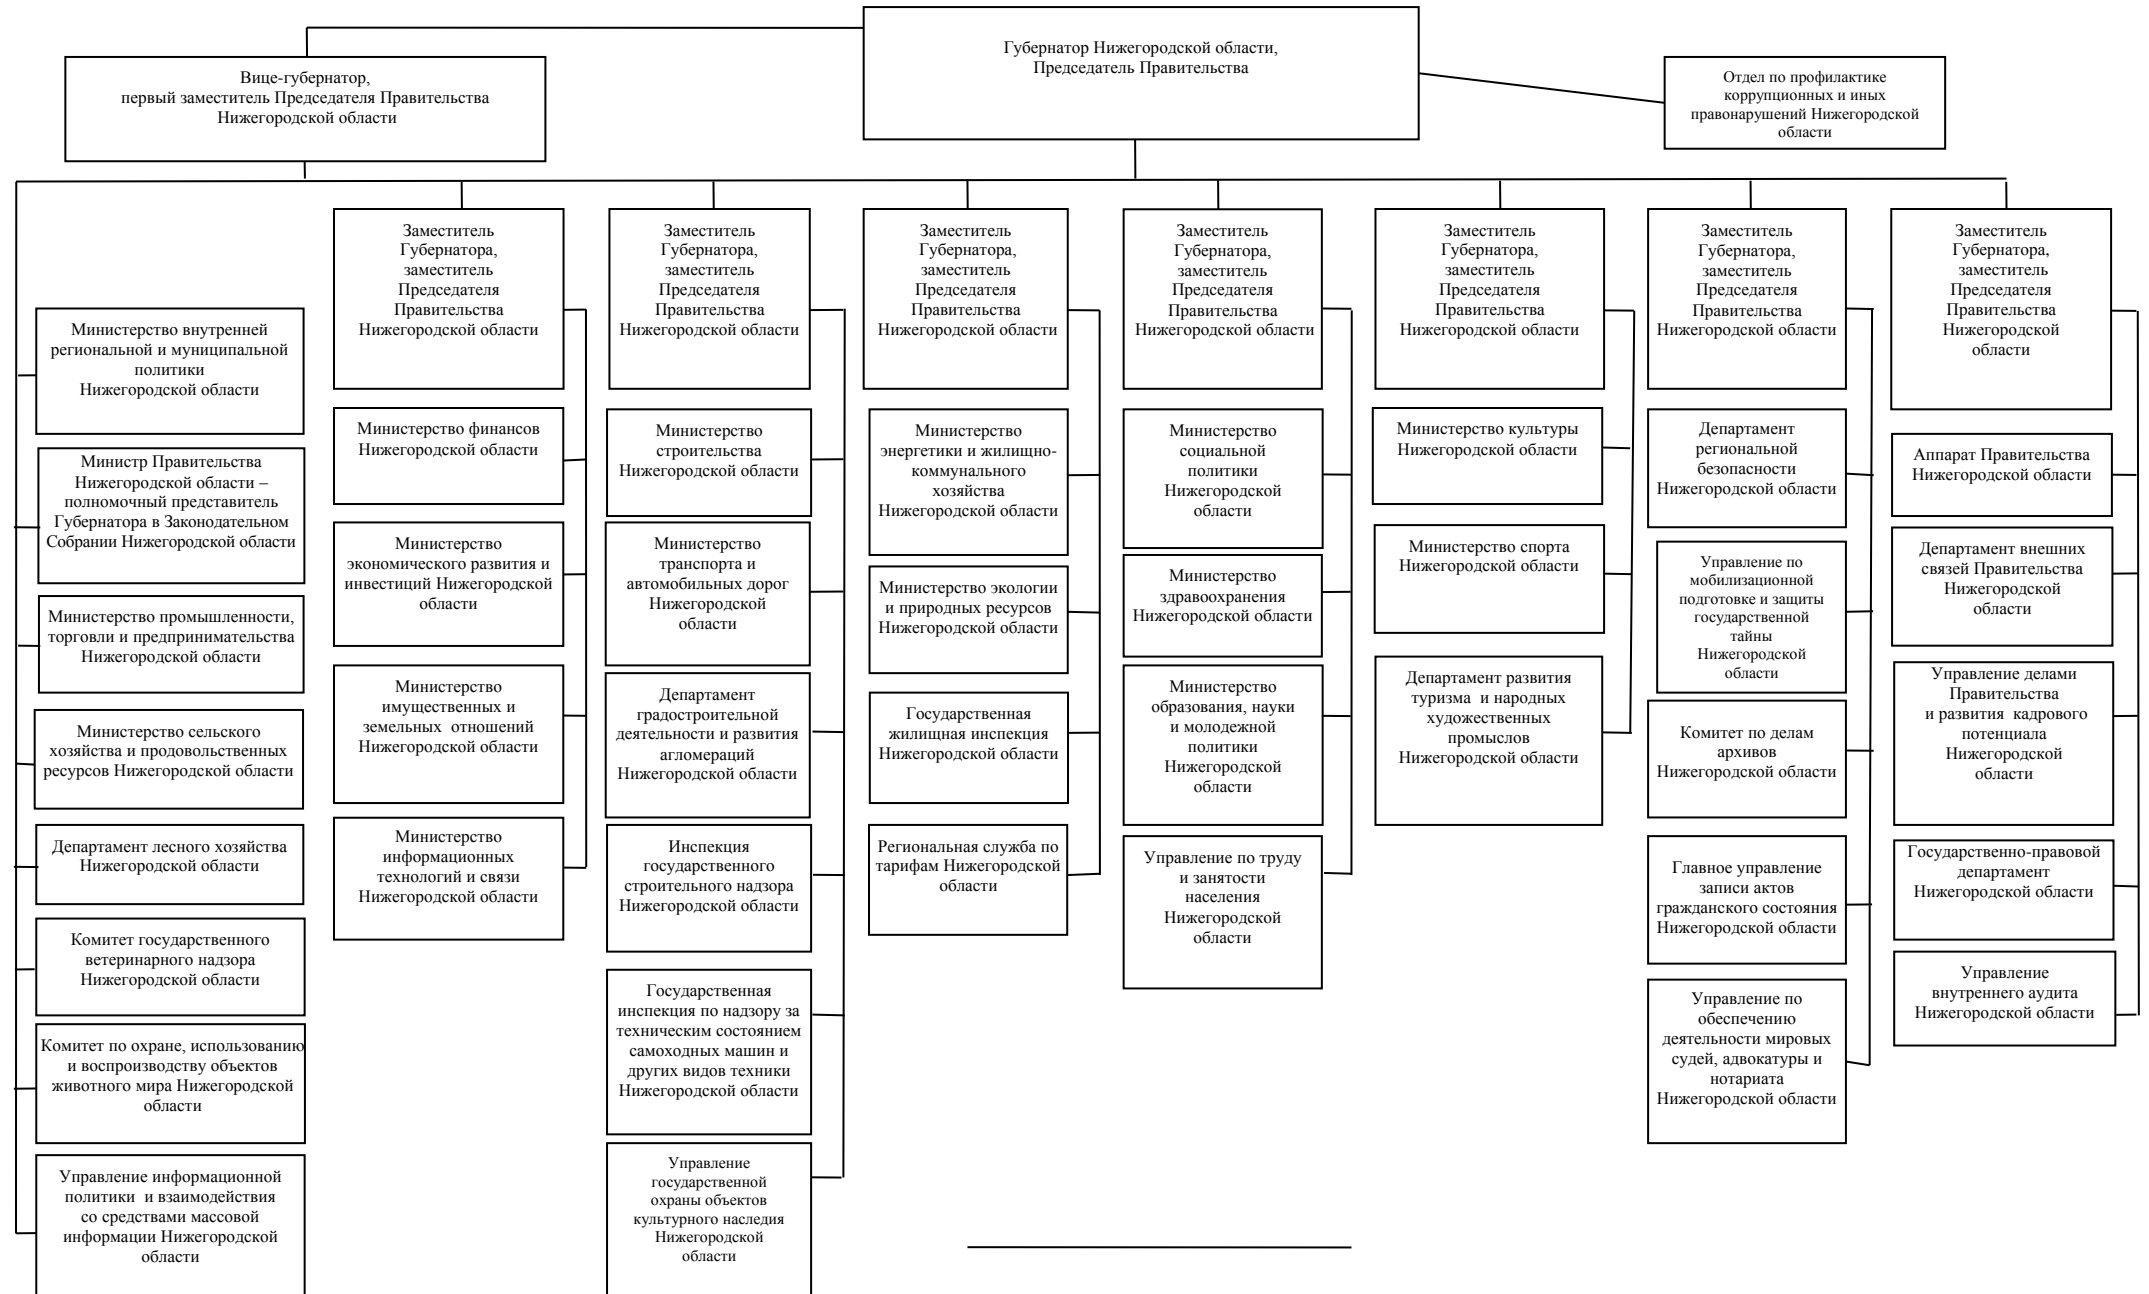 Губернатор Нижегородской области,
Председатель Правительства
Вице-губернатор,
первый заместитель Председателя Правительства
Нижегородской области
Отдел по профилактике
коррупционных и иных
правонарушений Нижегородской
области
Министерство внутренней
региональной и муниципальной
политики
Нижегородской области
Министр Правительства
Нижегородской области –
полномочный представитель
Губернатора в Законодательном
Собрании Нижегородской области
Министерство промышленности,
торговли и предпринимательства
Нижегородской области
Министерство сельского
хозяйства и продовольственных
ресурсов Нижегородской области
Департамент лесного хозяйства
Нижегородской области
Комитет государственного
ветеринарного надзора
Нижегородской области
Комитет по охране, использованию
и воспроизводству объектов
животного мира Нижегородской
области
Управление информационной
политики и взаимодействия
со средствами массовой
информации Нижегородской
области
Заместитель
Губернатора,
заместитель
Председателя
Правительства
Нижегородской области
Министерство финансов
Нижегородской области
Министерство
экономического развития и
инвестиций Нижегородской
области
Министерство
имущественных и
земельных отношений
Нижегородской области
Министерство
информационных
технологий и связи
Нижегородской области
Заместитель
Губернатора,
заместитель
Председателя
Правительства
Нижегородской области
Министерство
строительства
Нижегородской области
Министерство
транспорта и
автомобильных дорог
Нижегородской
области
Департамент
градостроительной
деятельности и развития
агломераций
Нижегородской области
Инспекция
государственного
строительного надзора
Нижегородской области
Государственная
инспекция по надзору за
техническим состоянием
самоходных машин и
других видов техники
Нижегородской области
Управление
государственной
охраны объектов
культурного наследия
Нижегородской
области
Заместитель
Губернатора,
заместитель
Председателя
Правительства
Нижегородской области
Министерство
энергетики и жилищно-
коммунального
хозяйства
Нижегородской области
Министерство экологии
и природных ресурсов
Нижегородской области
Государственная
жилищная инспекция
Нижегородской области
Региональная служба по
тарифам Нижегородской
области
Заместитель
Губернатора,
заместитель
Председателя
Правительства
Нижегородской области
Министерство
социальной
политики
Нижегородской
области
Министерство
здравоохранения
Нижегородской области
Министерство
образования, науки
и молодежной
политики
Нижегородской
области
Управление по труду
и занятости
населения
Нижегородской
области
Заместитель
Губернатора,
заместитель
Председателя
Правительства
Нижегородской области
Министерство культуры
Нижегородской области
Министерство спорта
Нижегородской области
Департамент развития
туризма и народных
художественных
промыслов
Нижегородской области
Заместитель
Губернатора,
заместитель
Председателя
Правительства
Нижегородской области
Департамент
региональной
безопасности
Нижегородской области
Управление по
мобилизационной
подготовке и защиты
государственной
тайны
Нижегородской
области
Комитет по делам
архивов
Нижегородской области
Главное управление
записи актов
гражданского состояния
Нижегородской области
Управление по
обеспечению
деятельности мировых
судей, адвокатуры и
нотариата
Нижегородской области
Заместитель
Губернатора,
заместитель
Председателя
Правительства
Нижегородской
области
Аппарат Правительства
Нижегородской области
Департамент внешних
связей Правительства
Нижегородской
области
Управление делами
Правительства
и развития кадрового
потенциала
Нижегородской
области
Государственно-правовой
департамент
Нижегородской области
Управление
внутреннего аудита
Нижегородской области